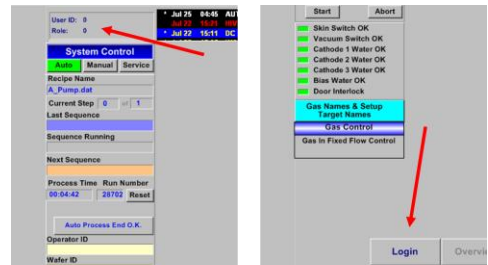 User ID: 0
Role: 0
* Jul 25 04:45 AUT
Jul 22 15:21
* Jul 22 15:11 DC
System Control
Auto Manual Service
Recipe Name
A_Pump.dat
Current Step 0 of 1
Last Sequence
Sequence Running
Next Sequence
Process Time Run Number
00:04:42 28702 Reset
Auto Process End O.K.
Operator ID
Wafer ID
Start Abort
Skin Switch OK
Vacuum Switch OK
Cathode 1 Water OK
Cathode 2 Water OK
Cathode 3 Water OK
Bias Water OK
Door Interlock
Gas Names & Setup
Target Names
Gas Control
Gas In Fixed Flow Control
Login Overvie